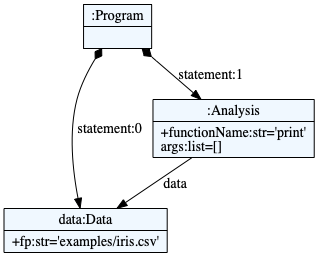 :Program
statement:1
:Analysis
+functionName:str='print'
args:list=[]
statement:0
data
data:Data
+fp:str='examples/iris.csv'